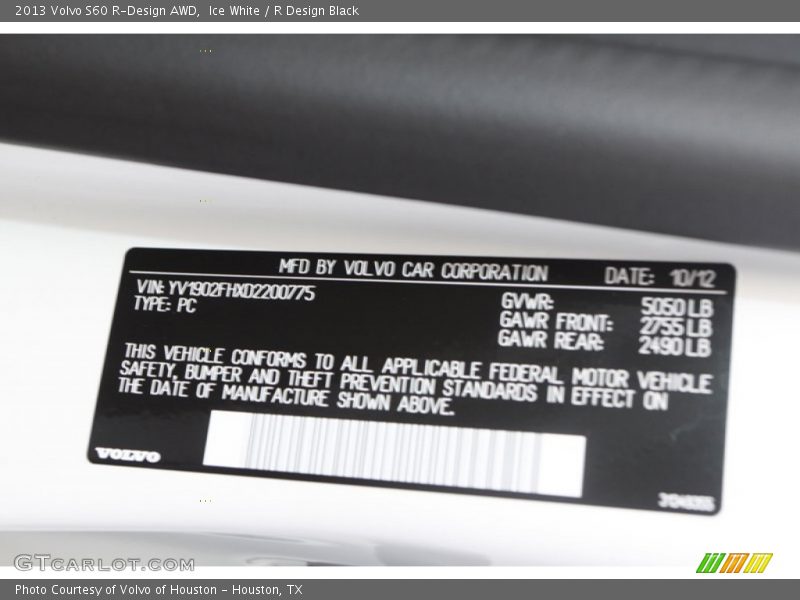 2013 Volvo S60 R-Design AWD,  Ice White / R Design Black
MFD BY VOLVO CAR CORPORATION DATE: 10/12
VIN: YV1902FHXD2200775
TYPE: PC
GVWR: 5050 LB
GAWR FRONT: 2755 LB
GAWR REAR: 2490 LB
THIS VEHICLE CONFORMS TO ALL APPLICABLE FEDERAL MOTOR VEHICLE
SAFETY, BUMPER AND THEFT PREVENTION STANDARDS IN EFFECT ON
THE DATE OF MANUFACTURE SHOWN ABOVE.
VOLVO
GTCARLOT.COM
Photo Courtesy of Volvo of Houston - Houston, TX